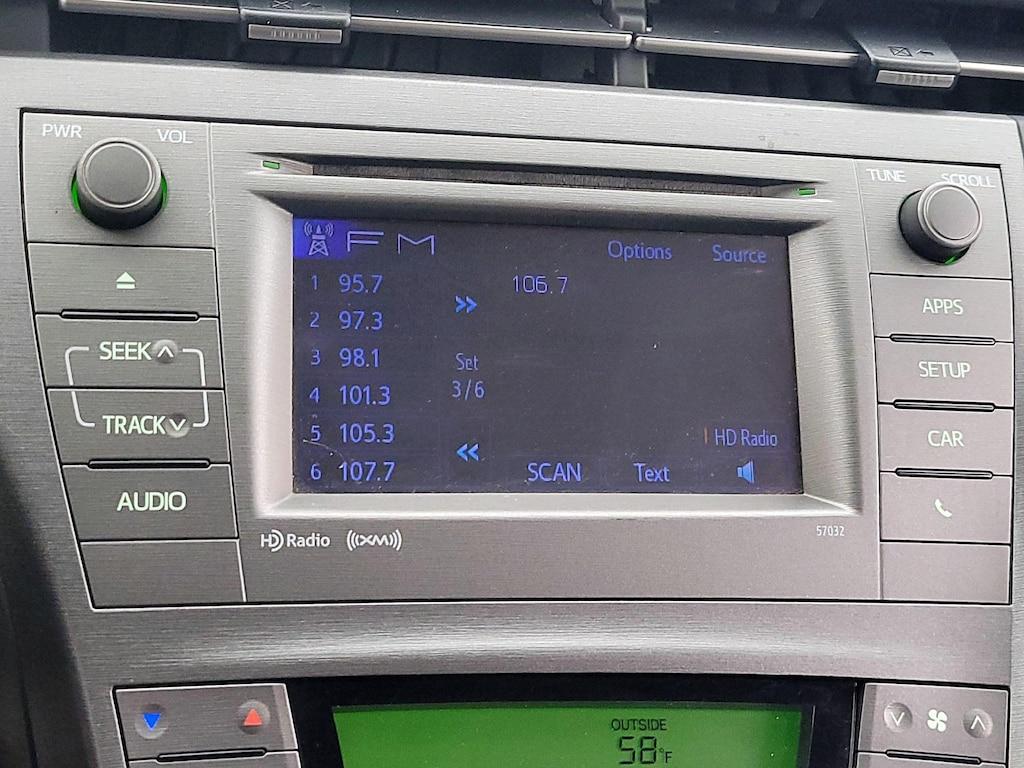 PWR VOL
TUNE SCROLL
FM
Options Source
1 95.7
106.7
2 97.3
3 98.1
Set
3/6
4 101.3
5 105.3
HD Radio
6 107.7
SCAN Text
SEEK
TRACK
AUDIO
APPS
SETUP
CAR
HD Radio ((XM))
57032
OUTSIDE
58°F